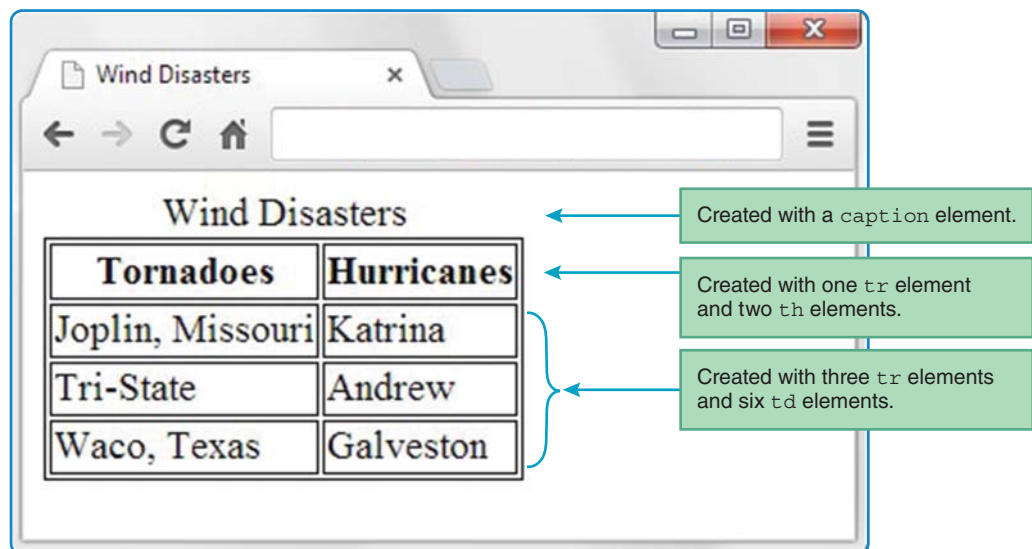 Wind Disasters
Wind Disasters
Created with a caption element.
Tornadoes Hurricanes
Created with one tr element
and two th elements.
Joplin, Missouri Katrina
Tri-State Andrew
Created with three tr elements
and six td elements.
Waco, Texas Galveston